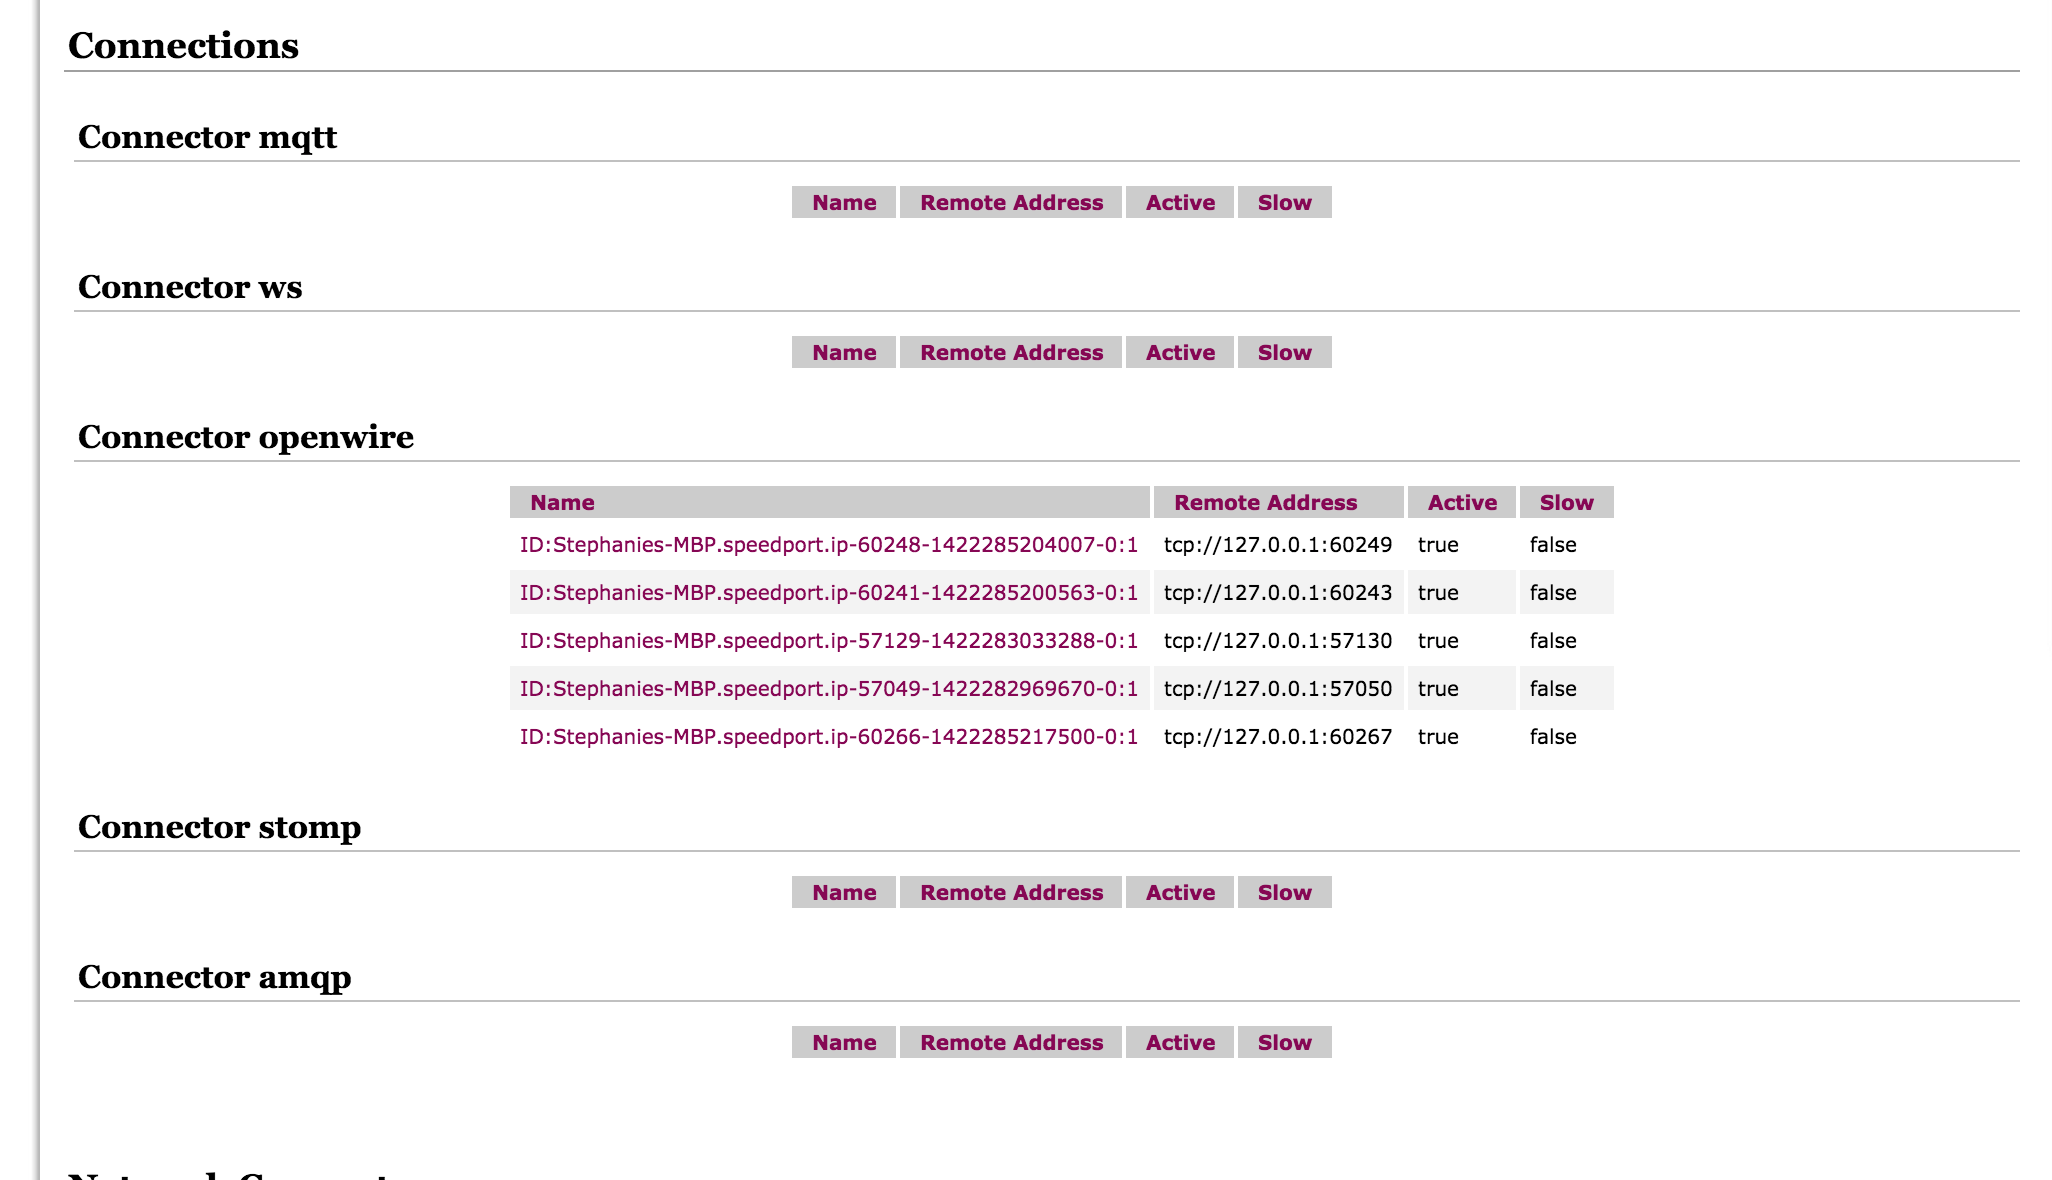 Connections
Connector mqtt
Name Remote Address Active Slow
Connector ws
Name Remote Address Active Slow
Connector openwire
Name Remote Address Active Slow
ID:Stephanies-MBP.speedport.ip-60248-1422285204007-0:1 tcp://127.0.0.1:60249 true false
ID:Stephanies-MBP.speedport.ip-60241-1422285200563-0:1 tcp://127.0.0.1:60243 true false
ID:Stephanies-MBP.speedport.ip-57129-1422283033288-0:1 tcp://127.0.0.1:57130 true false
ID:Stephanies-MBP.speedport.ip-57049-1422282969670-0:1 tcp://127.0.0.1:57050 true false
ID:Stephanies-MBP.speedport.ip-60266-1422285217500-0:1 tcp://127.0.0.1:60267 true false
Connector stomp
Name Remote Address Active Slow
Connector amqp
Name Remote Address Active Slow